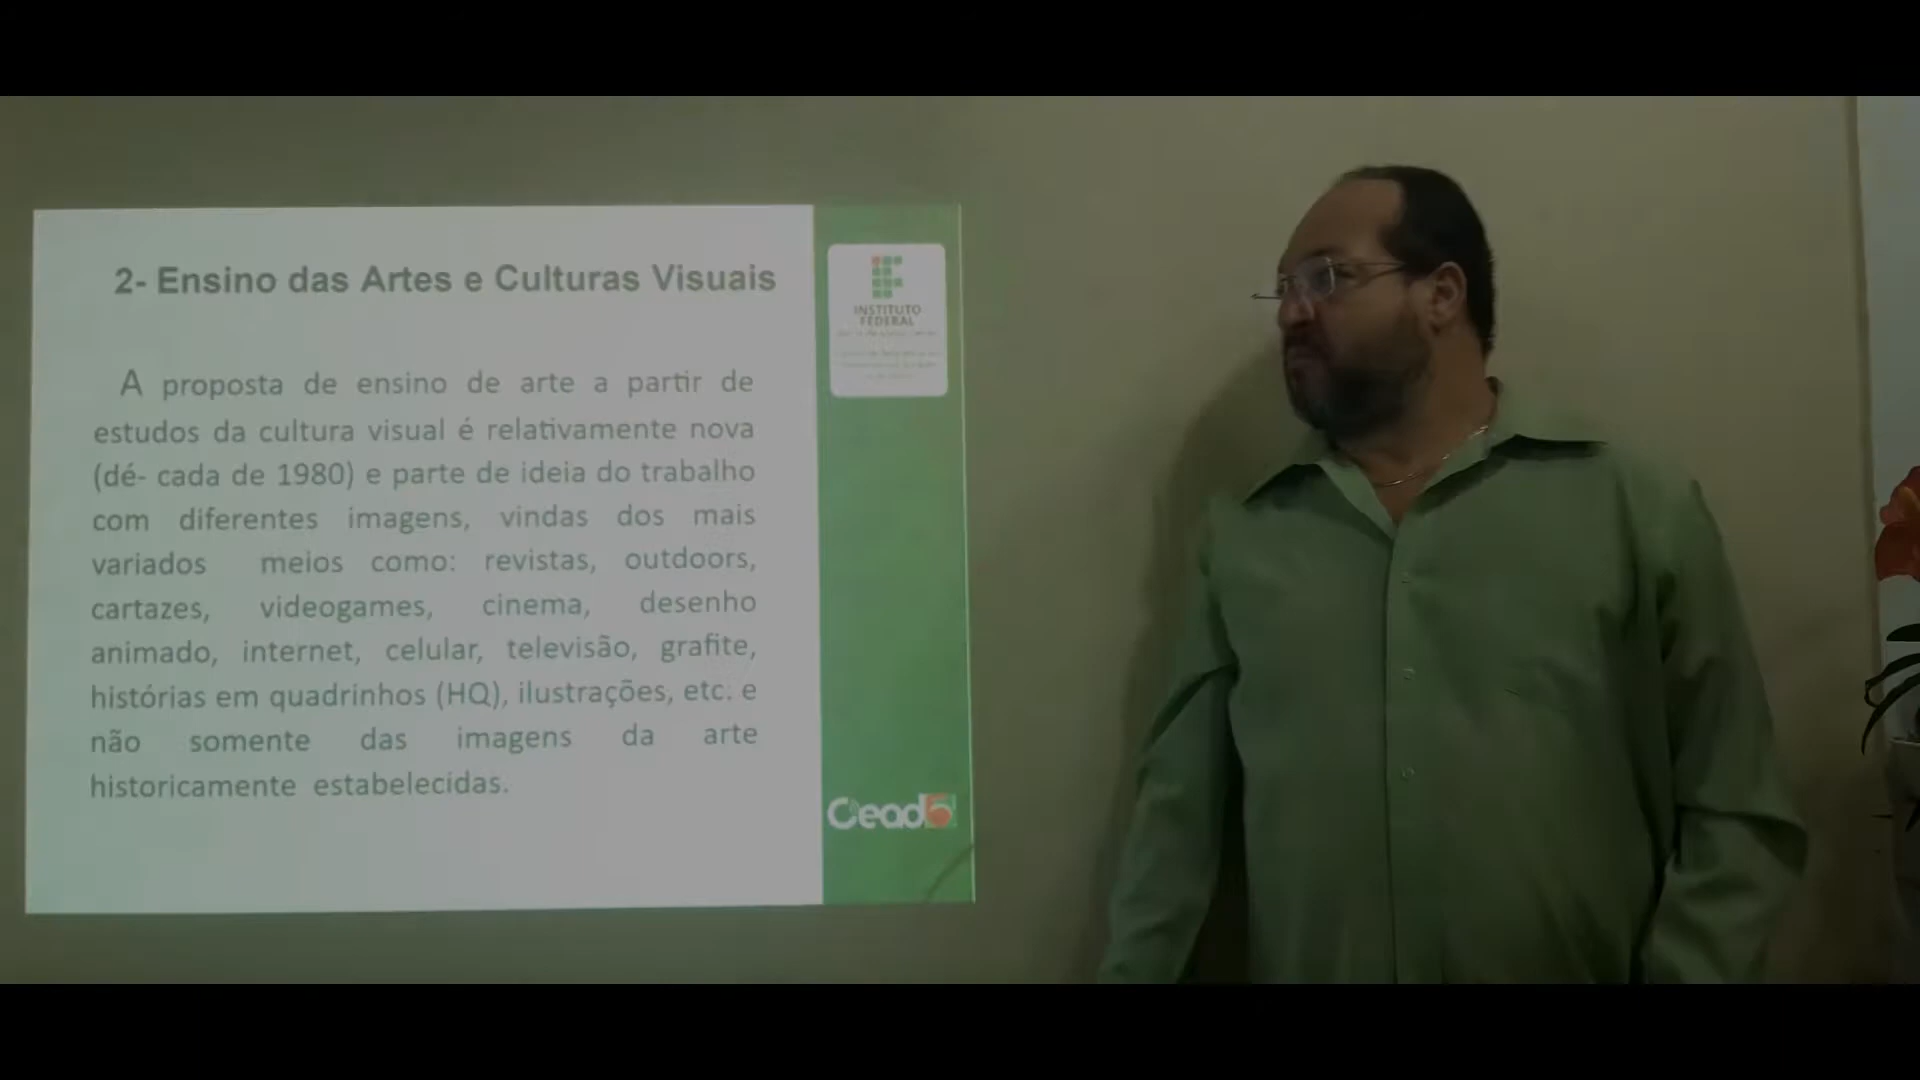 2- Ensino das Artes e Culturas Visuais
A proposta de ensino de arte a partir de
estudos da cultura visual é relativamente nova
(dé- cada de 1980) e parte de ideia do trabalho
com diferentes imagens, vindas dos mais
variados meios como: revistas, outdoors,
cartazes, videogames, cinema, desenho
animado, internet, celular, televisão, grafite,
histórias em quadrinhos (HQ), ilustrações, etc. e
não somente das imagens da arte
historicamente estabelecidas.
INSTITUTO
FEDERAL
Cead